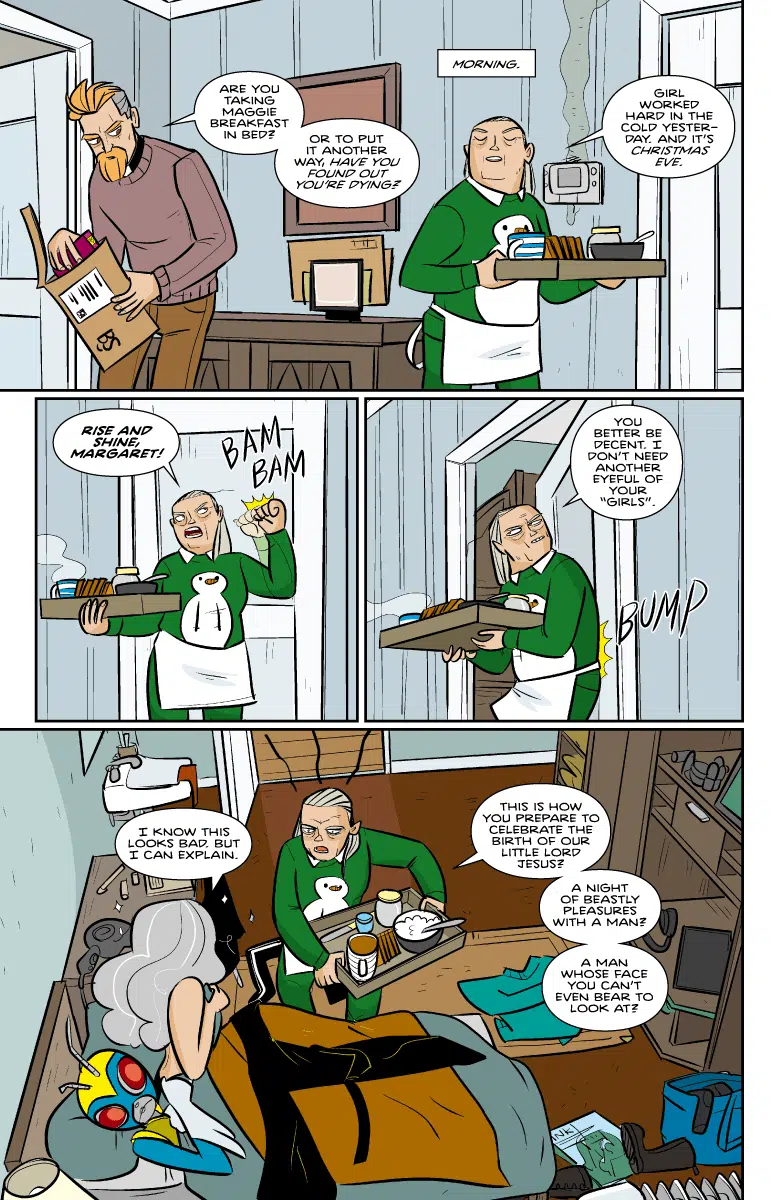 MORNING.
ARE YOU
TAKING
MAGGIE
BREAKFAST
IN BED?
OR TO PUT
IT ANOTHER
WAY, HAVE YOU
FOUND OUT
YOU'RE DYING?
GIRL
WORKED
HARD IN THE
COLD YESTER-
DAY. AND IT'S
CHRISTMAS
EVE.
RISE AND
SHINE,
MARGARET!
BAM
BAM
YOU
BETTER BE
DECENT. I
DON'T NEED
ANOTHER
EYEFUL OF
YOUR
"GIRLS".
BUMP
I KNOW THIS
LOOKS BAD. BUT
I CAN EXPLAIN.
THIS IS HOW
YOU PREPARE TO
CELEBRATE THE
BIRTH OF OUR
LITTLE LORD
JESUS?
A NIGHT
OF BEASTLY
PLEASURES
WITH A MAN?
A MAN
WHOSE FACE
YOU CAN'T
EVEN BEAR TO
LOOK AT?